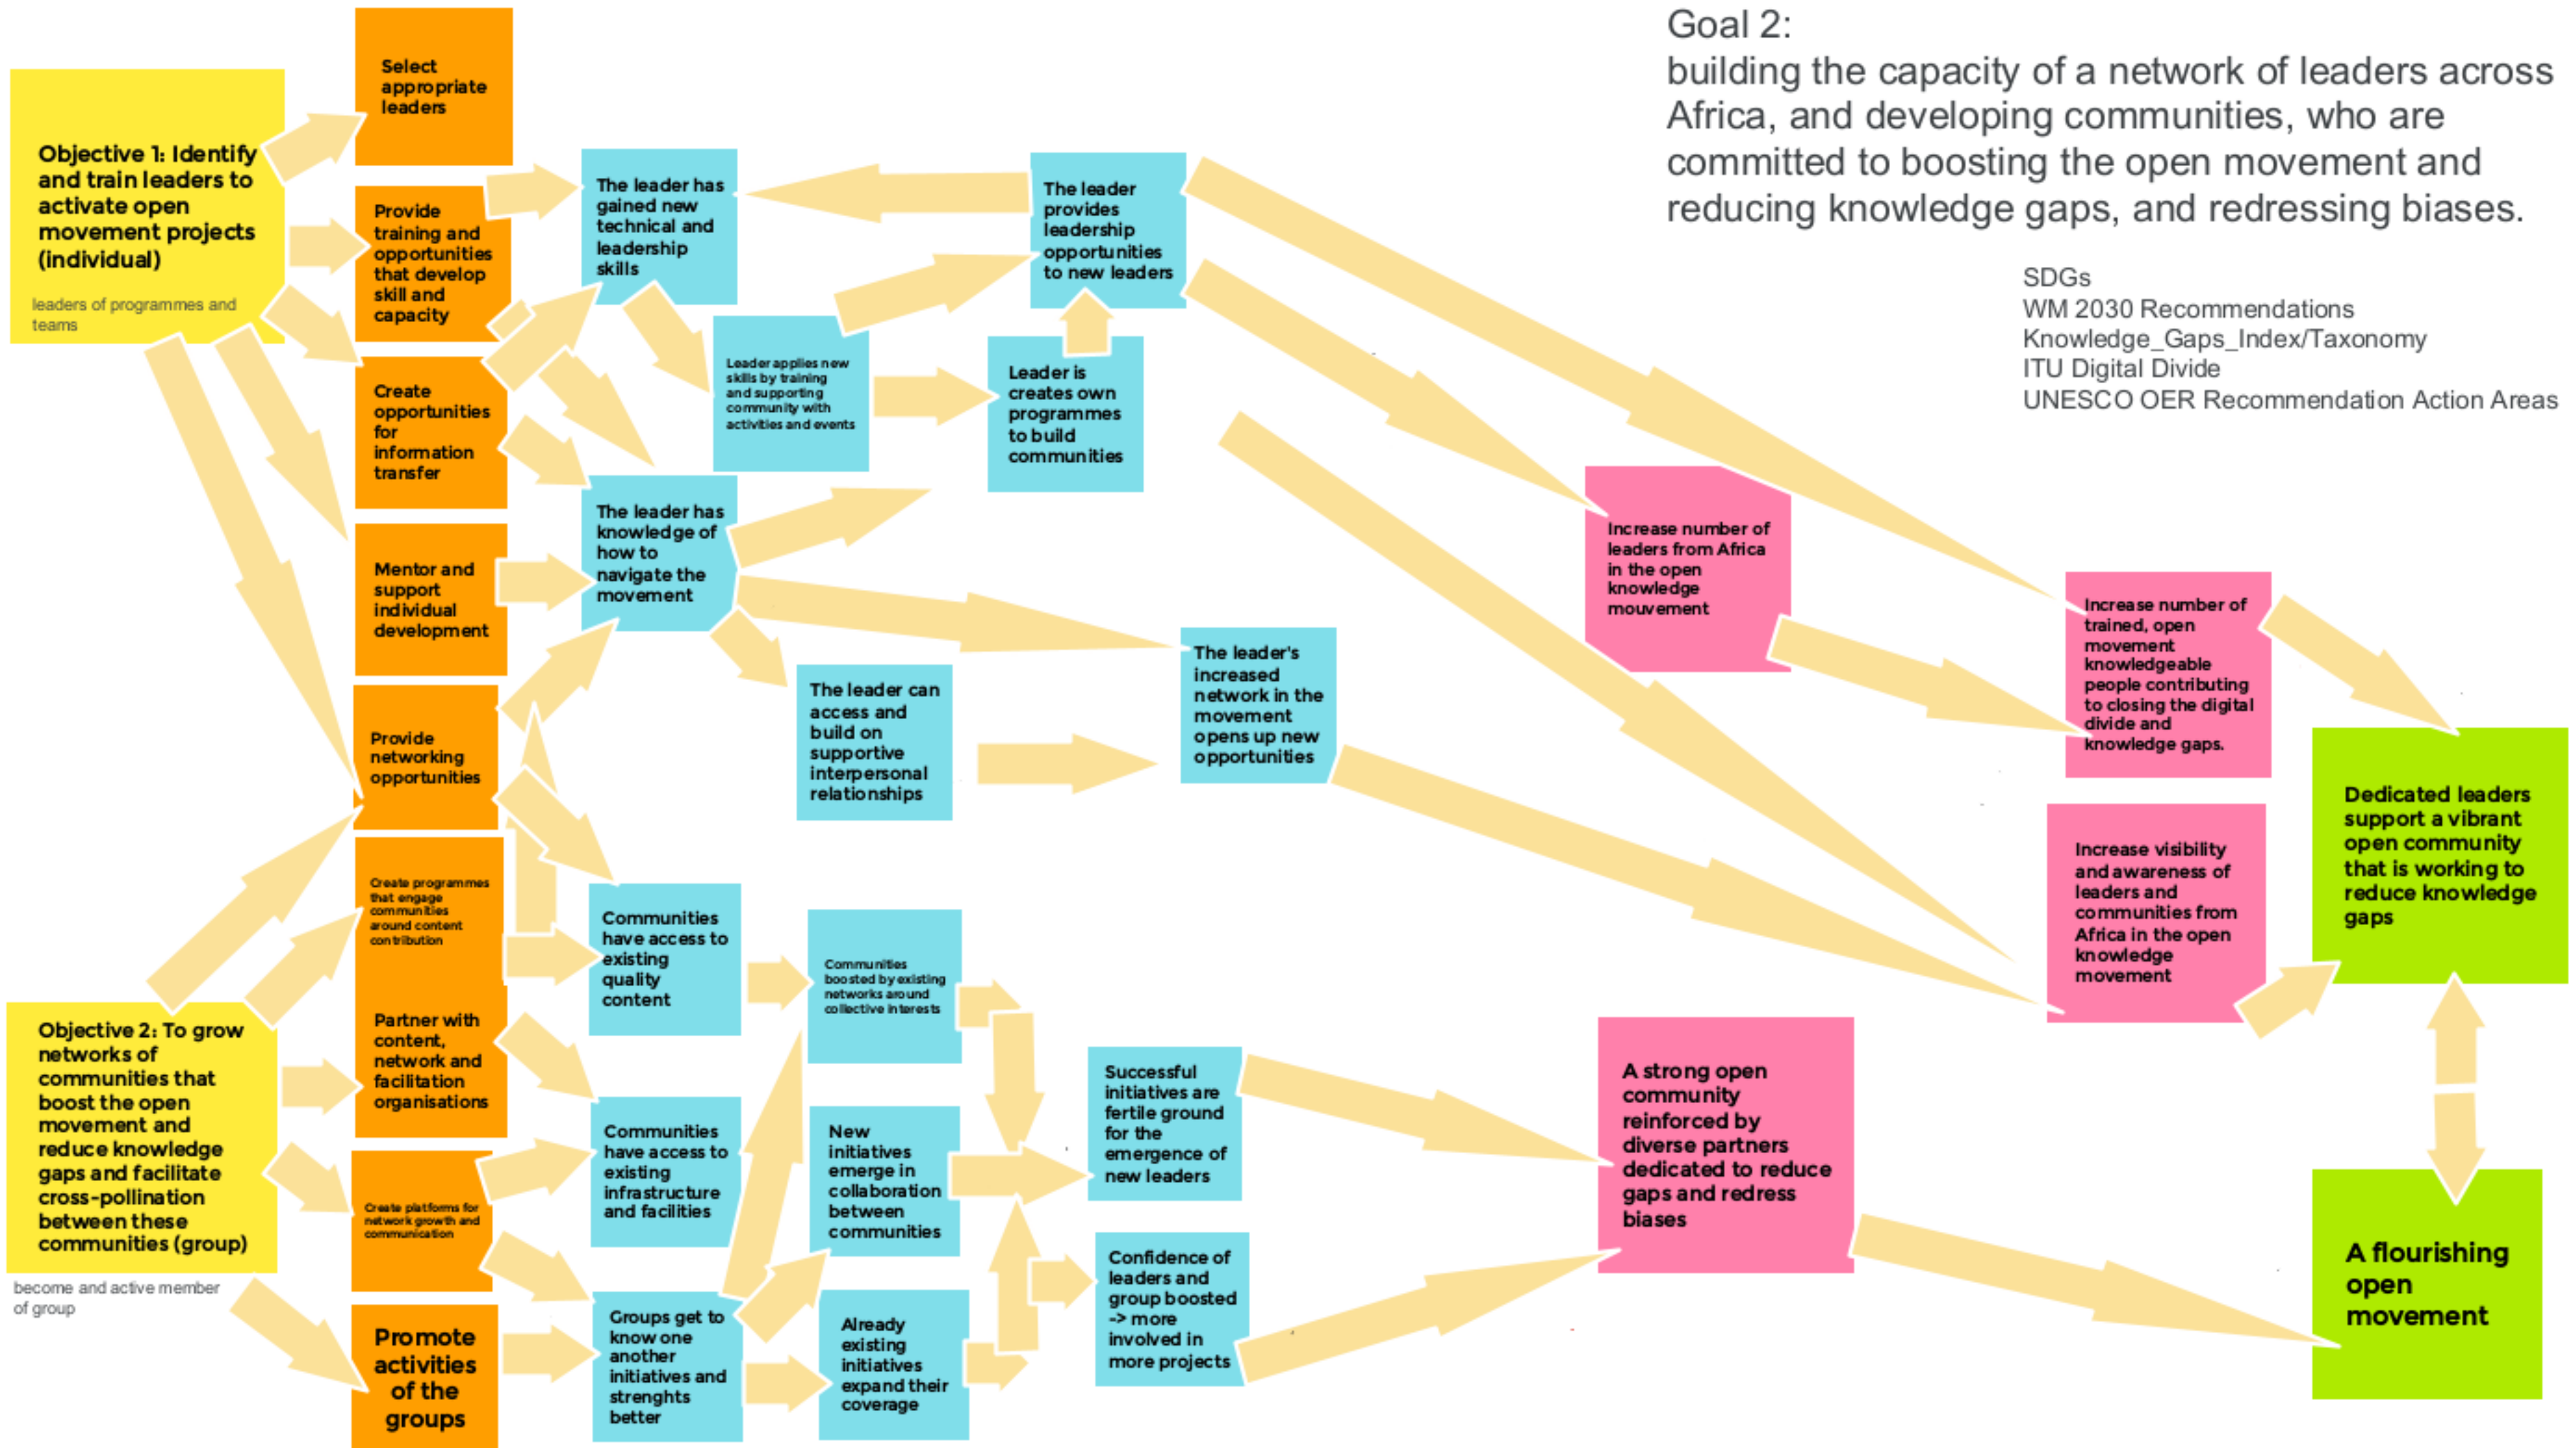 Goal 2:
building the capacity of a network of leaders across
Africa, and developing communities, who are
committed to boosting the open movement and
reducing knowledge gaps, and redressing biases.
SDGs
WM 2030 Recommendations
Knowledge_Gaps_Index/Taxonomy
ITU Digital Divide
UNESCO OER Recommendation Action Areas
Objective 1: Identify
and train leaders to
activate open
movement projects
(individual)
leaders of programmes and
teams
Objective 2: To grow
networks of
communities that
boost the open
movement and
reduce knowledge
gaps and facilitate
cross-pollination
between these
communities (group)
become and active member
of group
Select
appropriate
leaders
Provide
training and
opportunities
that develop
skill and
capacity
Create
opportunities
for
information
transfer
Mentor and
support
individual
development
Provide
networking
opportunities
Create programmes
that engage
communities
around content
contribution
Partner with
content,
network and
facilitation
organisations
Create platforms for
network growth and
communication
Promote
activities
of the
groups
The leader has
gained new
technical and
leadership
skills
Leader applies new
skills by training
and supporting
community with
activities and events
The leader
provides
leadership
opportunities
to new leaders
Leader is
creates own
programmes
to build
communities
The leader has
knowledge of
how to
navigate the
movement
The leader can
access and
build on
supportive
interpersonal
relationships
The leader's
increased
network in the
movement
opens up new
opportunities
Communities
have access to
existing
quality
content
Communities
boosted by existing
networks around
collective interests
Communities
have access to
existing
infrastructure
and facilities
New
initiatives
emerge in
collaboration
between
communities
Groups get to
know one
another
initiatives and
strenghts
better
Already
existing
initiatives
expand their
coverage
Successful
initiatives are
fertile ground
for the
emergence of
new leaders
Confidence of
leaders and
group boosted
-> more
involved in
more projects
Increase number of
leaders from Africa
in the open
knowledge
mouvement
Increase number of
trained, open
movement
knowledgeable
people contributing
to closing the digital
divide and
knowledge gaps.
Increase visibility
and awareness of
leaders and
communities from
Africa in the open
knowledge
movement
A strong open
community
reinforced by
diverse partners
dedicated to reduce
gaps and redress
biases
Dedicated leaders
support a vibrant
open community
that is working to
reduce knowledge
gaps
A flourishing
open
movement